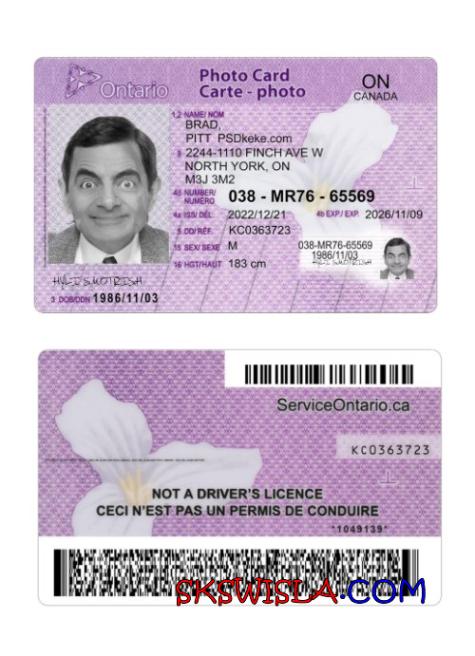 Ontario
Photo Card
Carte - photo
ON
CANADA
1,2 NAME/ NOM
BRAD,
PITT PSDkeke.com
8 2244-1110 FINCH AVE W
NORTH YORK, ON
M3J 3M2
4d NUMBER/
NUMÉRO
038 - MR76 - 65569
4a ISS/ DÉL 2022/12/21 4b EXP/ EXP. 2026/11/09
5 DD/RÉF. KC0363735
15 SEX/ SEXE M
038-MR76-65569
1986/11/03
16 HGT/HAUT 183 cm
3 DOB/DDN 1986/11/03
ServiceOntario.ca
KC0363723
NOT A DRIVER'S LICENCE
CECI N'EST PAS UN PERMIS DE CONDUIRE
*1049139*
SKSWISLA.COM